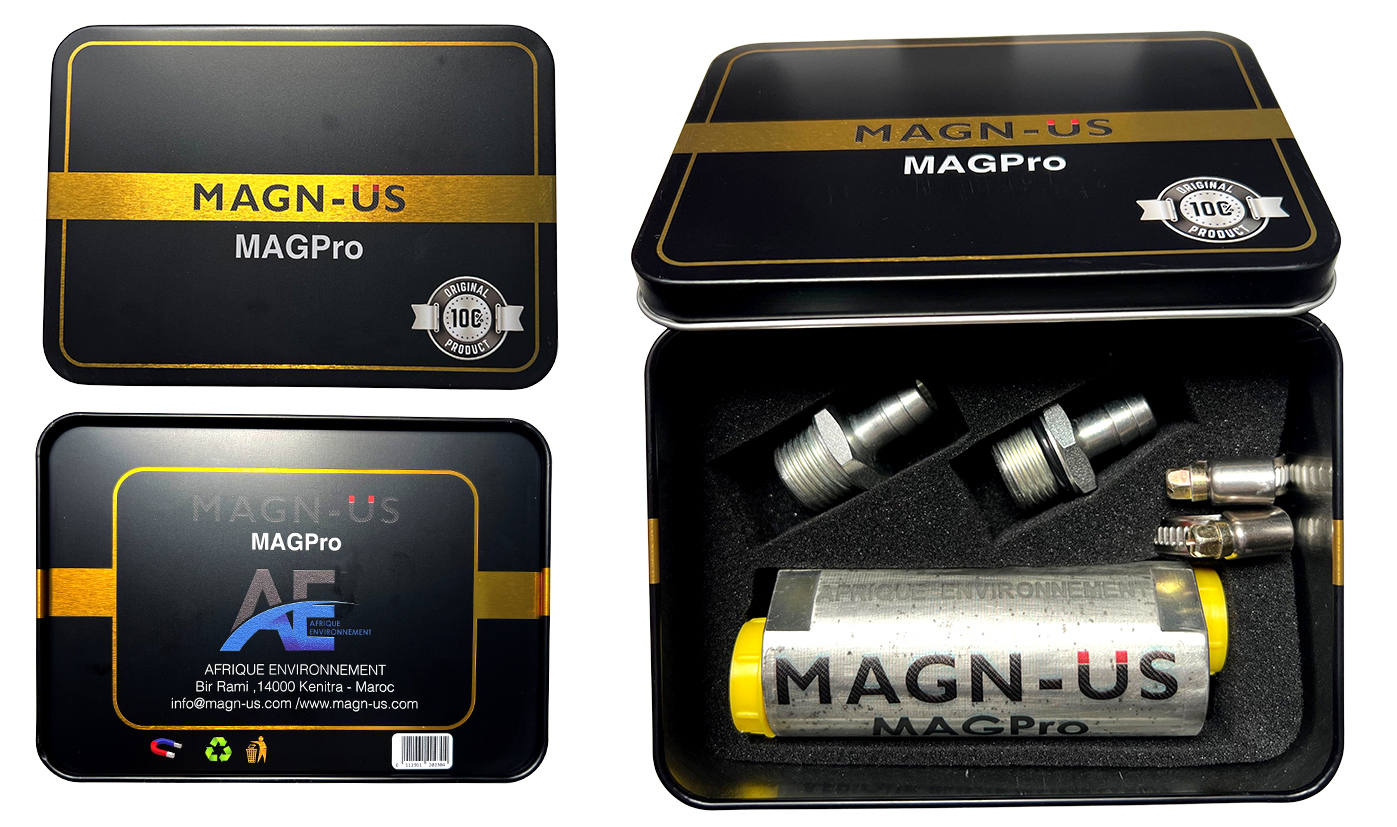 MAGN-US
MAGPro
ORIGINAL
100%
PRODUCT
MAGN-US
MAGPro
AE
AFRIQUE
ENVIRONNEMENT
AFRIQUE ENVIRONNEMENT
Bir Rami ,14000 Kenitra - Maroc
info@magn-us.com /www.magn-us.com
MAGN-US
MAGPro
ORIGINAL
100%
PRODUCT
AFRIQUE ENVIRONNEMENT
MAGN-US
MAGPro